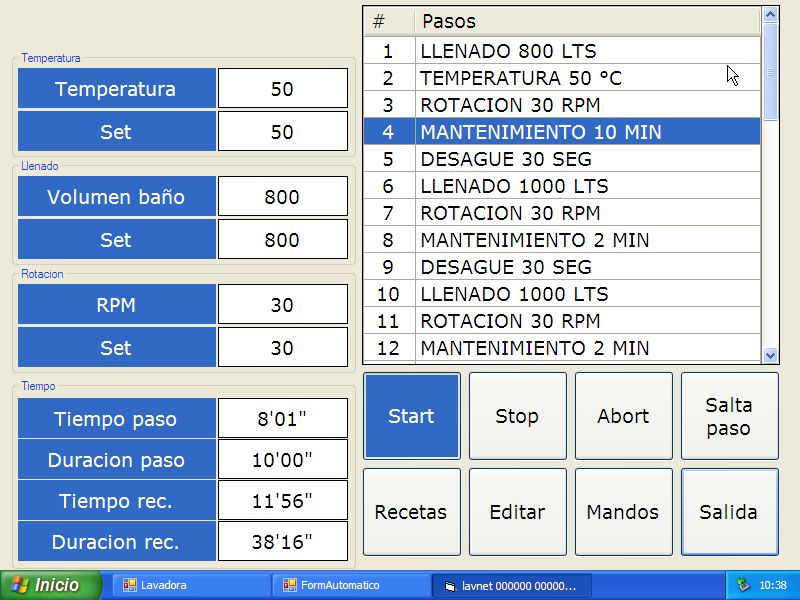 Temperatura
Temperatura 50
Set 50
Llenado
Volumen baño 800
Set 800
Rotacion
RPM 30
Set 30
Tiempo
Tiempo paso 8'01"
Duracion paso 10'00"
Tiempo rec. 11'56"
Duracion rec. 38'16"
# Pasos
1 LLENADO 800 LTS
2 TEMPERATURA 50 °C
3 ROTACION 30 RPM
4 MANTENIMIENTO 10 MIN
5 DESAGUE 30 SEG
6 LLENADO 1000 LTS
7 ROTACION 30 RPM
8 MANTENIMIENTO 2 MIN
9 DESAGUE 30 SEG
10 LLENADO 1000 LTS
11 ROTACION 30 RPM
12 MANTENIMIENTO 2 MIN
Start Stop Abort Salta
paso
Recetas Editar Mandos Salida
Inicio Lavadora FormAutomatico lavnet 000000 00000... 10:38